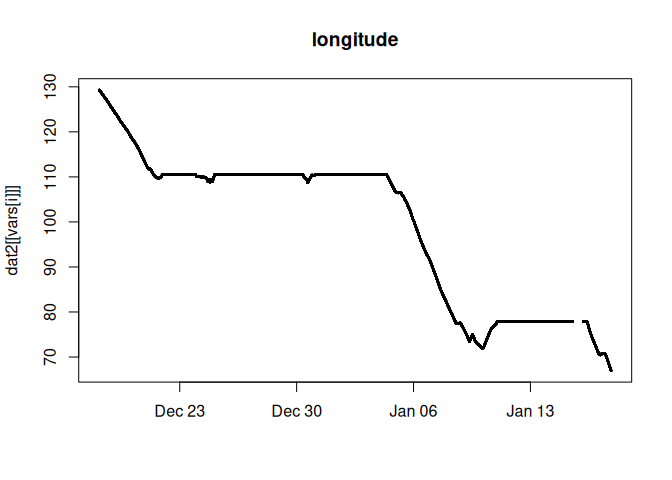 longitude
dat2[[vars[i]]]
130
120
110
100
90
80
70
Dec 23
Dec 30
Jan 06
Jan 13